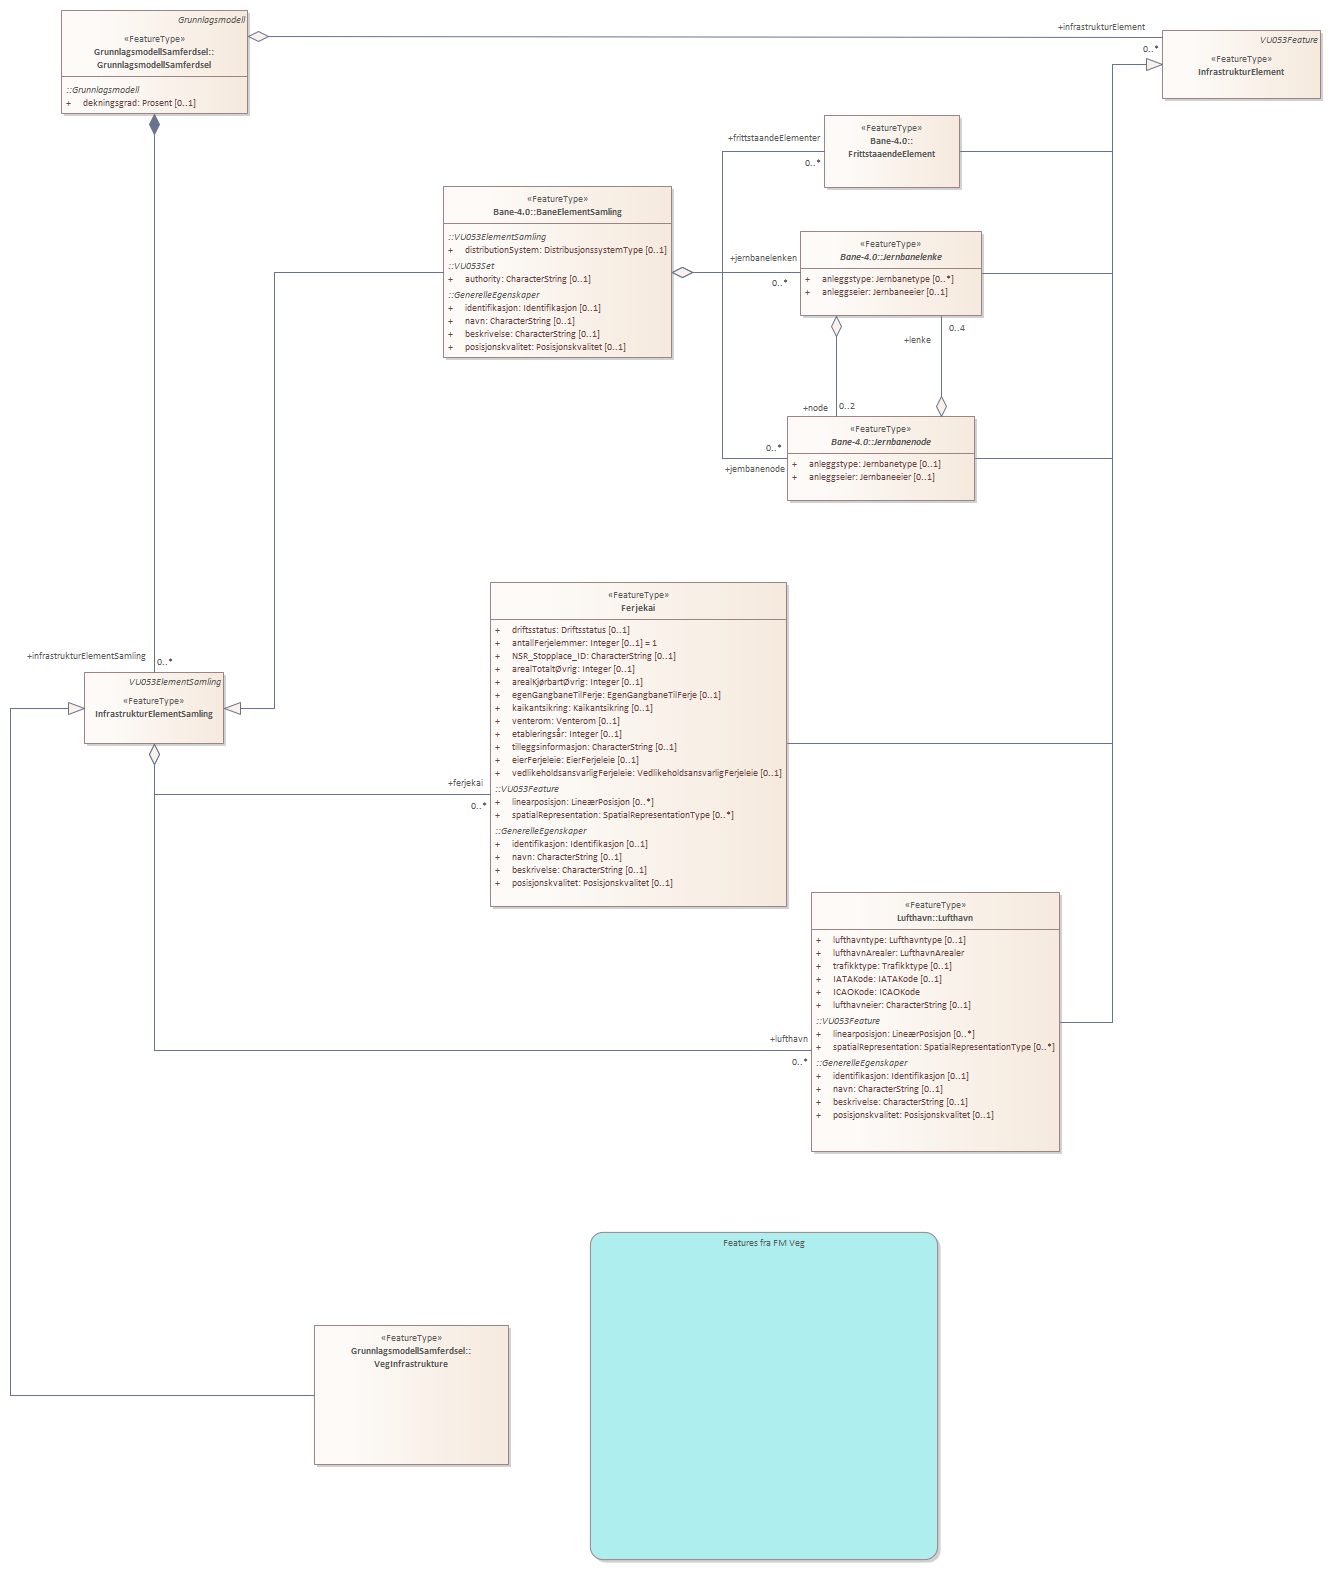 Grunnlagsmodell
«FeatureType»
GrunnlagsmodellSamferdsel::
GrunnlagsmodellSamferdsel
::Grunnlagsmodell
+ dekningsgrad: Prosent [0..1]
+infrastrukturElement
0..*
VU053Feature
«FeatureType»
InfrastrukturElement
+frittstaandeElementer
0..*
«FeatureType»
Bane-4.0::
FrittstaaendeElement
«FeatureType»
Bane-4.0::BaneElementSamling
::VU053ElementSamling
+ distributionSystem: DistribusjonssystemType [0..1]
::VU053Set
+ authority: CharacterString [0..1]
::GenerelleEgenskaper
+ identifikasjon: Identifikasjon [0..1]
+ navn: CharacterString [0..1]
+ beskrivelse: CharacterString [0..1]
+ posisjonskvalitet: Posisjonskvalitet [0..1]
+jernbanelenken
0..*
«FeatureType»
Bane-4.0::Jernbanelenke
+ anleggstype: Jernbanetype [0..*]
+ anleggseier: Jernbaneeier [0..1]
0..4
+lenke
+node
0..2
0..*
+jembanenode
«FeatureType»
Bane-4.0::Jernbanenode
+ anleggstype: Jernbanetype [0..1]
+ anleggseier: Jernbaneeier [0..1]
«FeatureType»
Ferjekai
+ driftsstatus: Driftsstatus [0..1]
+ antallFerjelemmer: Integer [0..1] = 1
+ NSR_Stopplace_ID: CharacterString [0..1]
+ arealTotaltØvrig: Integer [0..1]
+ arealKjørbartØvrig: Integer [0..1]
+ egenGangbaneTilFerje: EgenGangbaneTilFerje [0..1]
+ kaikantsikring: Kaikantsikring [0..1]
+ venterom: Venterom [0..1]
+ etableringsår: Integer [0..1]
+ tilleggsinformasjon: CharacterString [0..1]
+ eierFerjeleie: EierFerjeleie [0..1]
+ vedlikeholdsansvarligFerjeleie: VedlikeholdsansvarligFerjeleie [0..1]
::VU053Feature
+ linearposisjon: LineærPosisjon [0..*]
+ spatialRepresentation: SpatialRepresentationType [0..*]
::GenerelleEgenskaper
+ identifikasjon: Identifikasjon [0..1]
+ navn: CharacterString [0..1]
+ beskrivelse: CharacterString [0..1]
+ posisjonskvalitet: Posisjonskvalitet [0..1]
+infrastrukturElementSamling
0..*
VU053ElementSamling
«FeatureType»
InfrastrukturElementSamling
+ferjekai
0..*
«FeatureType»
Lufthavn::Lufthavn
+ lufthavntype: Lufthavntype [0..1]
+ lufthavnArealer: LufthavnArealer
+ trafikktype: Trafikktype [0..1]
+ IATAKode: IATAKode [0..1]
+ ICAOKode: ICAOKode
+ lufthavneier: CharacterString [0..1]
::VU053Feature
+ linearposisjon: LineærPosisjon [0..*]
+ spatialRepresentation: SpatialRepresentationType [0..*]
::GenerelleEgenskaper
+ identifikasjon: Identifikasjon [0..1]
+ navn: CharacterString [0..1]
+ beskrivelse: CharacterString [0..1]
+ posisjonskvalitet: Posisjonskvalitet [0..1]
+lufthavn
0..*
Features fra FM Veg
«FeatureType»
GrunnlagsmodellSamferdsel::
VegInfrastrukture